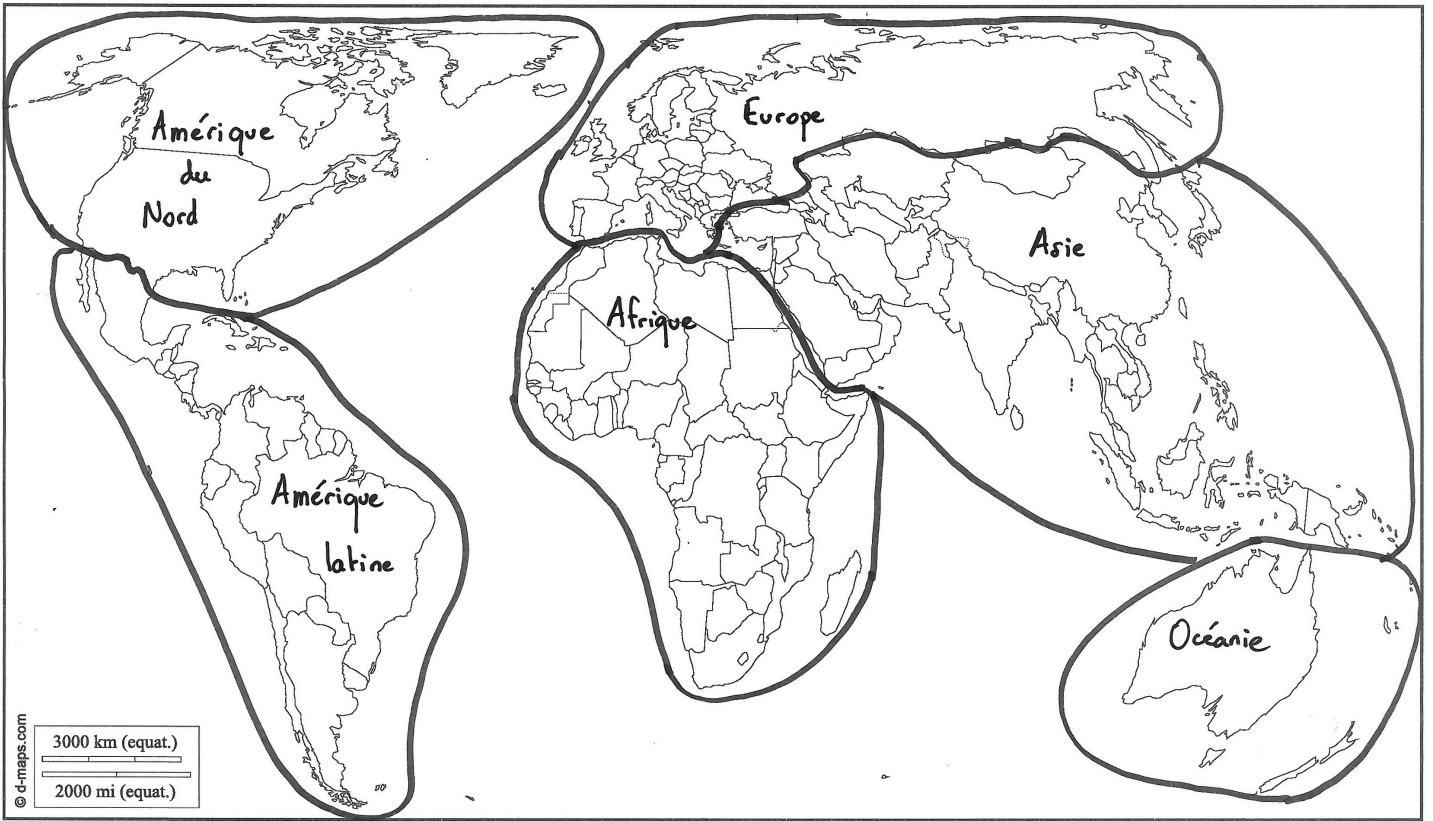 Amérique
du
Nord
Europe
Asie
Afrique
Amérique
latine
Océanie
3000 km (equat.)
2000 mi (equat.)
© d-maps.com